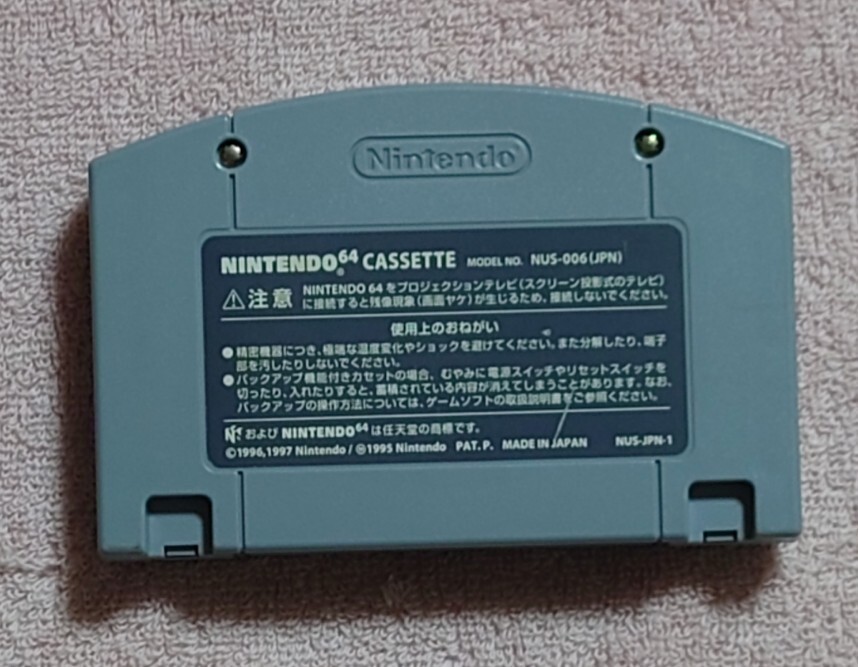 Nintendo
NINTENDO64 CASSETTE MODEL NO. NUS-006(JPN)
⚠注意 NINTENDO 64 をプロジェクションテレビ(スクリーン投影式のテレビ)
に接続すると残像現象(画面ヤケ)が生じるため、接続しないでください。
使用上のおねがい
●精密機器につき、極端な温度変化やショックを避けてください。また分解したり、端子
部を汚したりしないでください。
●バックアップ機能付きカセットの場合、むやみに電源スイッチやリセットスイッチを
切ったり、入れたりすると、蓄積されている内容が消えてしまうことがあります。なお、
バックアップの操作方法については、ゲームソフトの取扱説明書をご参照ください。
および NINTENDO64 は任天堂の商標です。
©1996,1997 Nintendo / Ⓜ1995 Nintendo PAT. P. MADE IN JAPAN NUS-JPN-1